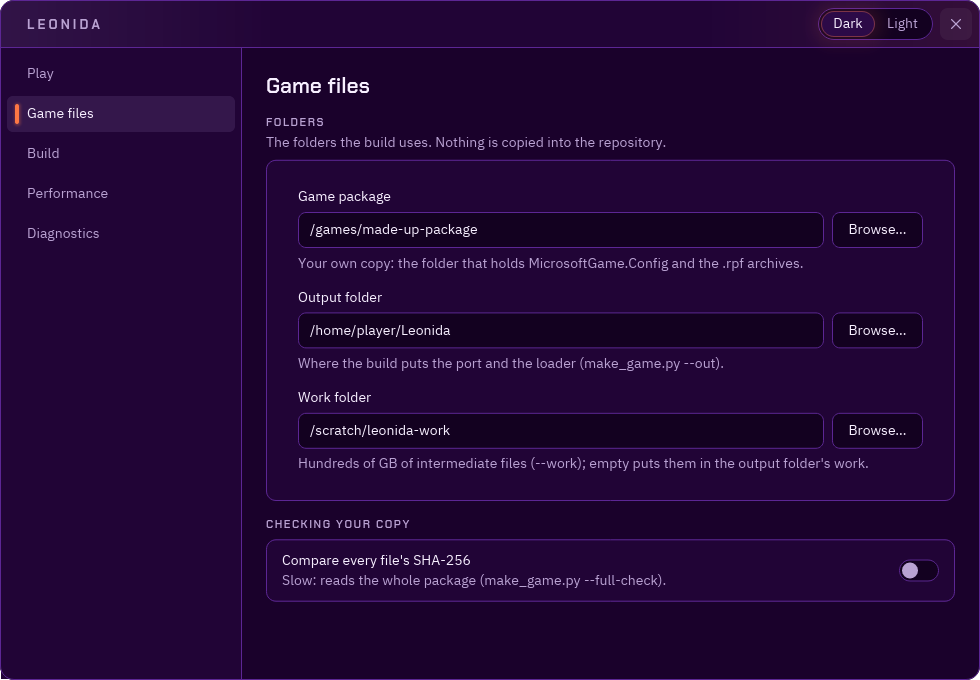 LEONIDA
Dark
Light
Play
Game files
Build
Performance
Diagnostics
Game files
FOLDERS
The folders the build uses. Nothing is copied into the repository.
Game package
/games/made-up-package
Browse...
Your own copy: the folder that holds MicrosoftGame.Config and the .rpf archives.
Output folder
/home/player/Leonida
Browse...
Where the build puts the port and the loader (make_game.py --out).
Work folder
/scratch/leonida-work
Browse...
Hundreds of GB of intermediate files (--work); empty puts them in the output folder's work.
CHECKING YOUR COPY
Compare every file's SHA-256
Slow: reads the whole package (make_game.py --full-check).